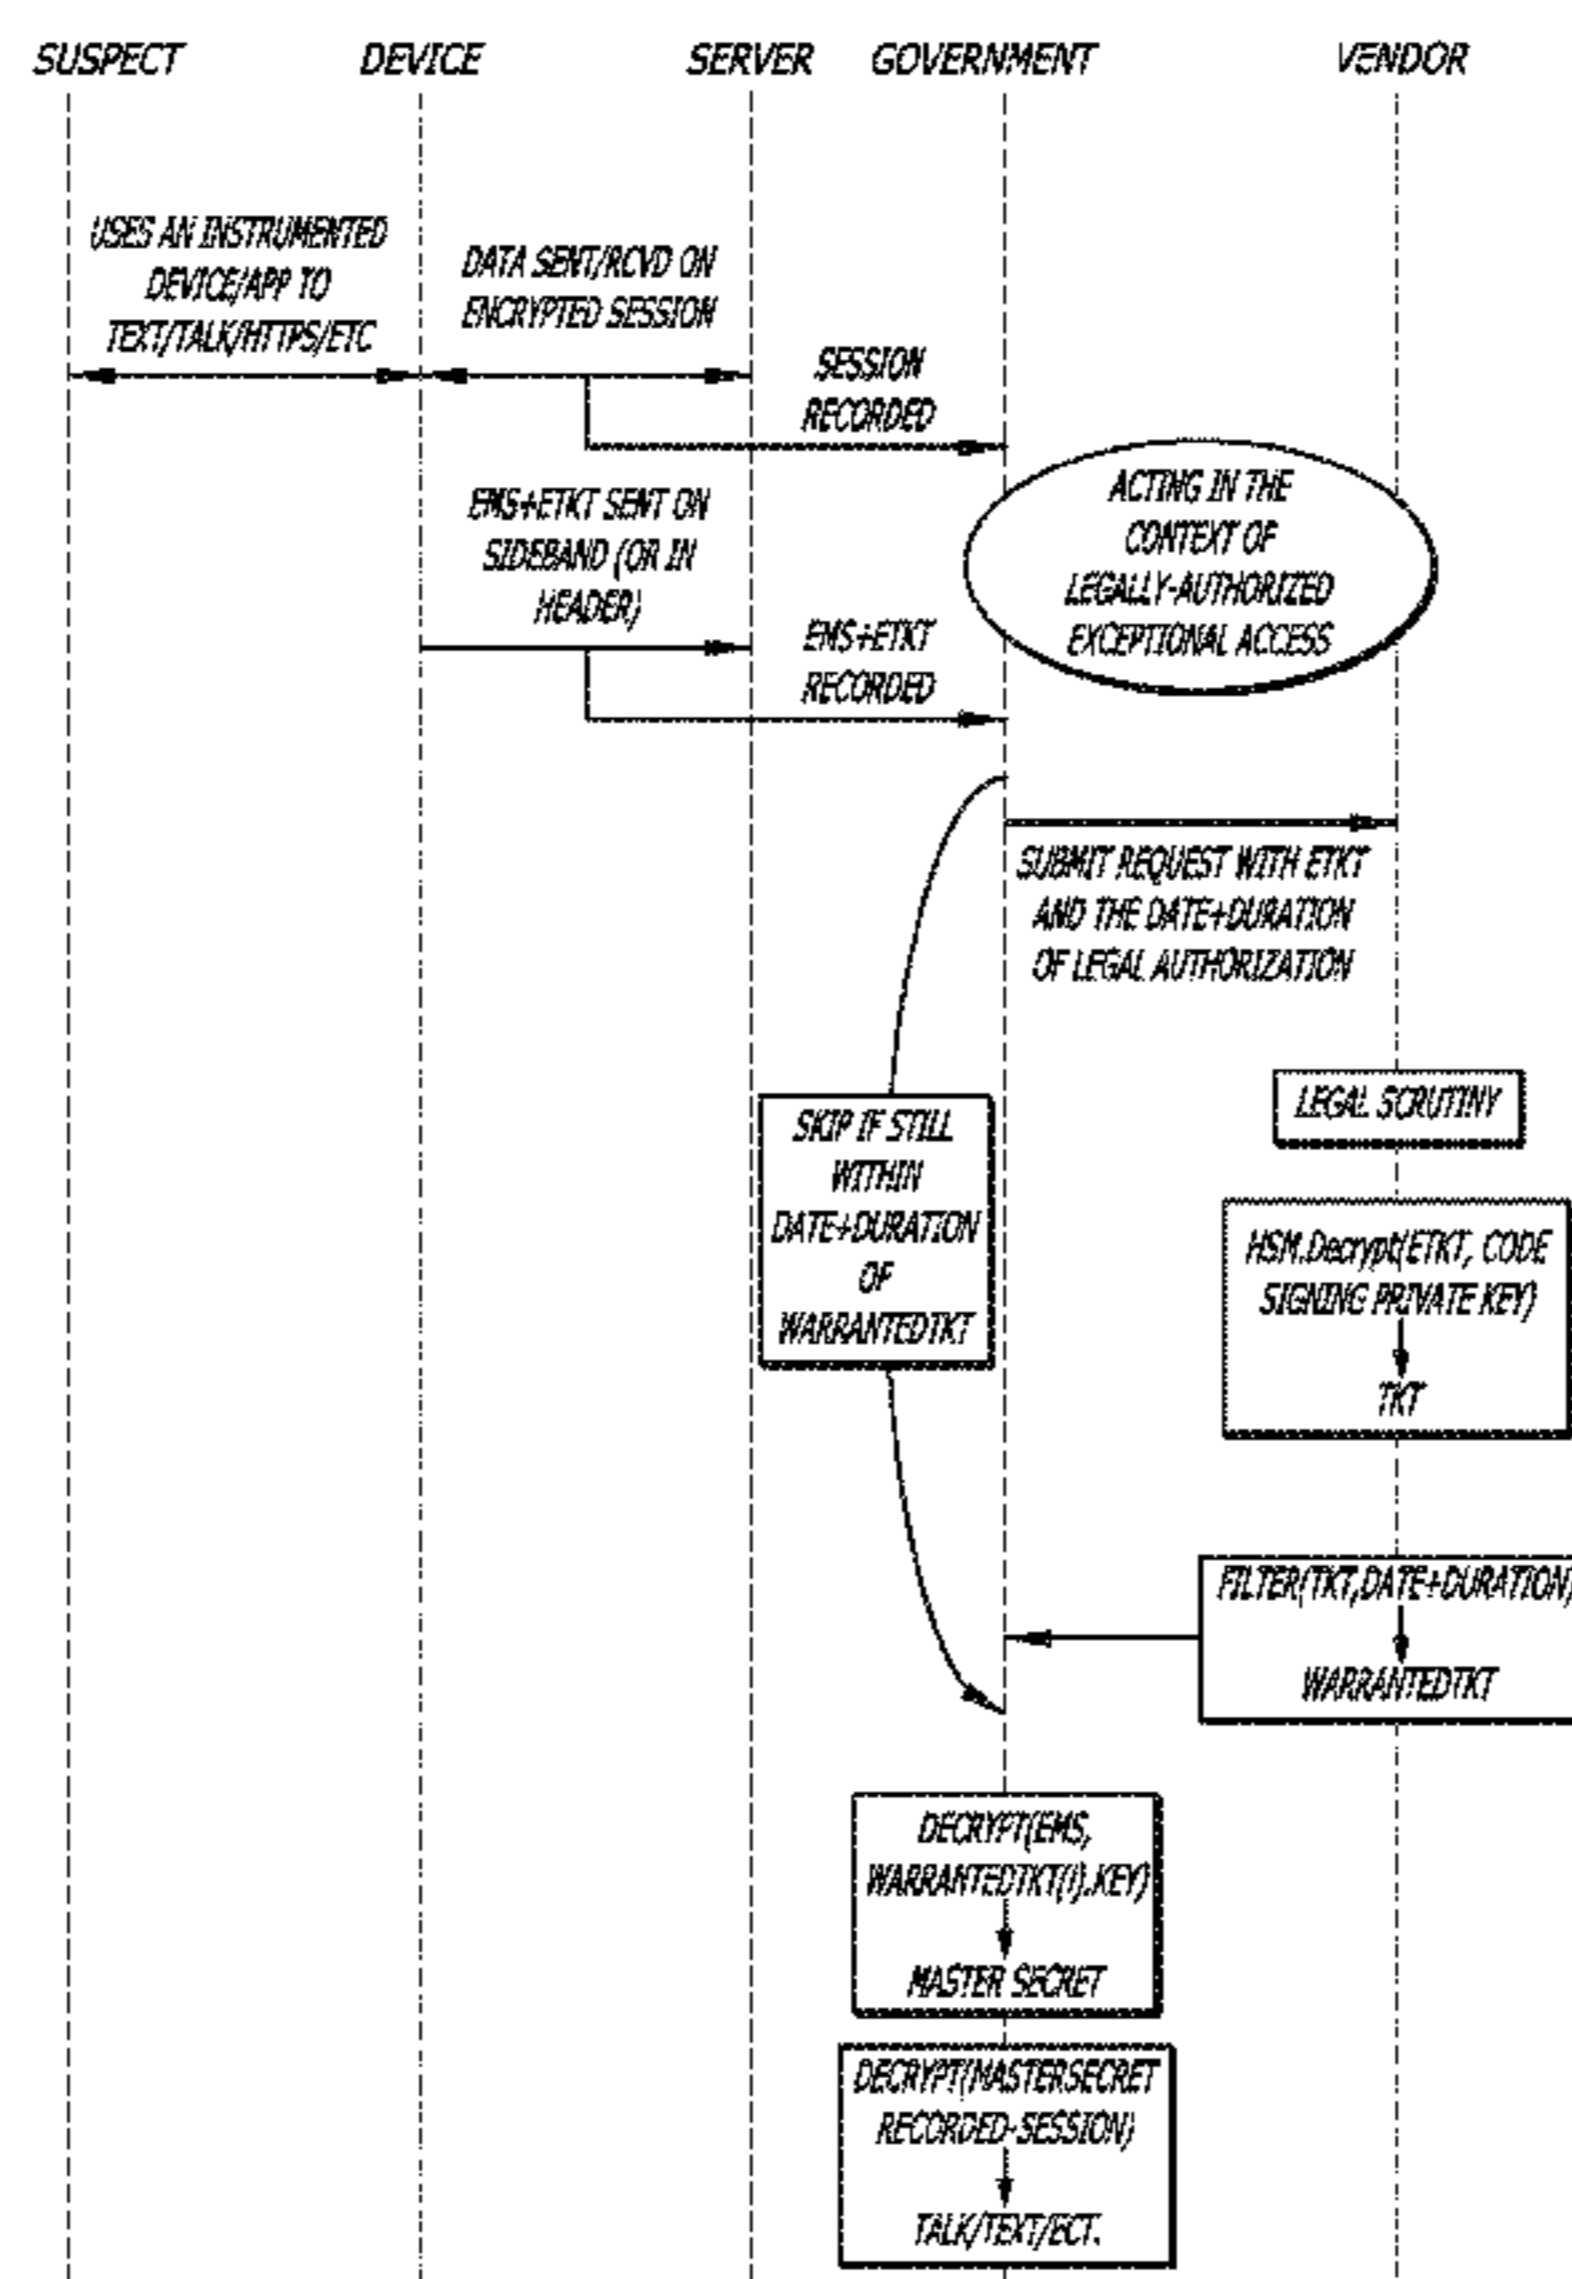 SUSPECT DEVICE SERVER GOVERNMENT VENDOR
USES AN INSTRUMENTED
DEVICE/APP TO
TEXT/TALK/HTTPS/ETC
DATA SENT/RCVD ON
ENCRYPTED SESSION
SESSION
RECORDED
ACTING IN THE
CONTEXT OF
LEGALLY-AUTHORIZED
EXCEPTIONAL ACCESS
EMS+ETKT SENT ON
SIDEBAND (OR IN
HEADER)
EMS+ETKT
RECORDED
SUBMIT REQUEST WITH ETKT
AND THE DATE+DURATION
OF LEGAL AUTHORIZATION
LEGAL SCRUTINY
SKIP IF STILL
WITHIN
DATE+DURATION
OF
WARRANTEDTKT
HSM.Decrypt(ETKT, CODE
SIGNING PRIVATE KEY)
TKT
FILTER(TKT,DATE+DURATION)
WARRANTEDTKT
DECRYPT(EMS,
WARRANTEDTKT(I).KEY)
MASTER SECRET
DECRYPT(MASTERSECRET
RECORDED-SESSION)
TALK/TEXT/ECT.